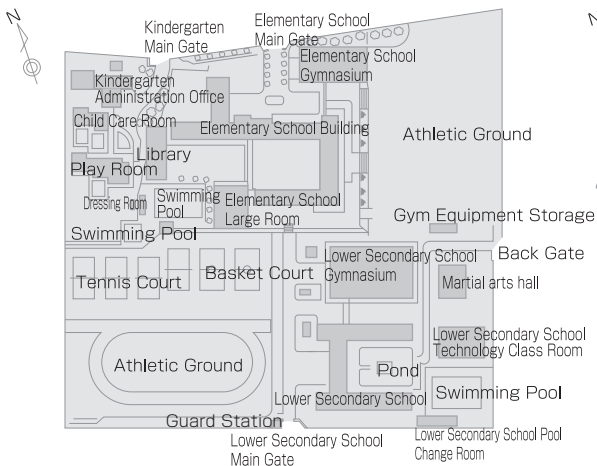 N
Kindergarten
Main Gate
Elementary School
Main Gate
Elementary School
Gymnasium
Kindergarten
Administration Office
Child Care Room
Elementary School Building
Athletic Ground
Library
Play Room
Dressing Room
Swimming
Pool
Elementary School
Large Room
Gym Equipment Storage
Swimming Pool
Back Gate
Lower Secondary School
Gymnasium
Basket Court
Tennis Court
Martial arts hall
Lower Secondary School
Technology Class Room
Athletic Ground
Pond
Swimming Pool
Lower Secondary School
Guard Station
Lower Secondary School
Main Gate
Lower Secondary School Pool
Change Room